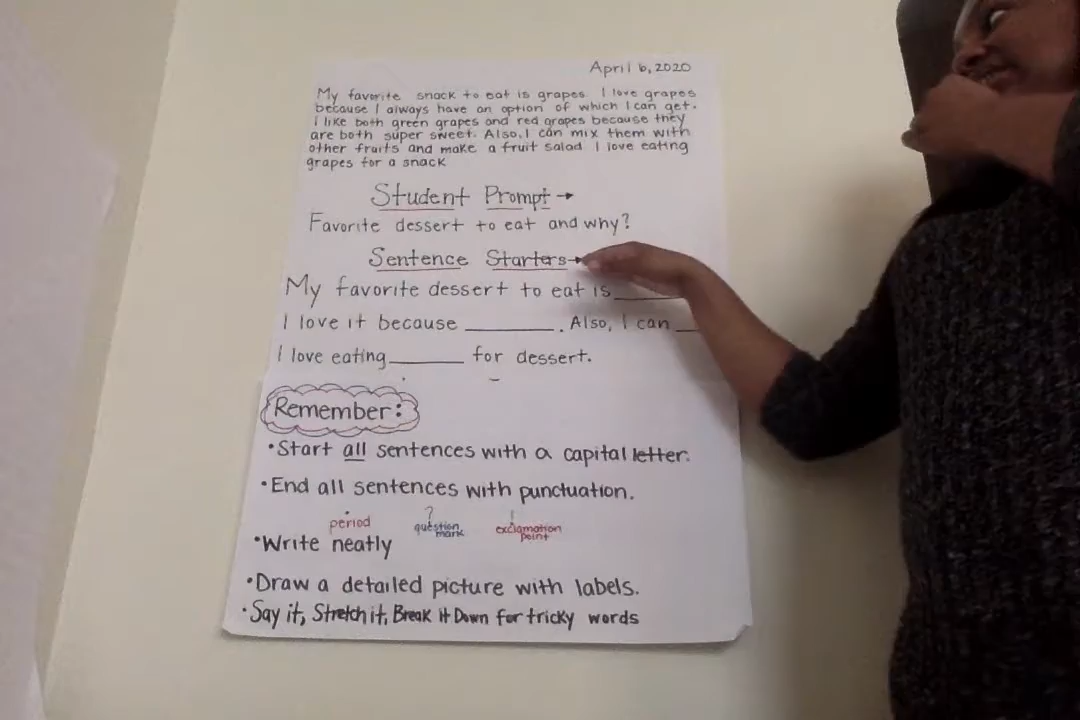 April 6, 2020
My favorite snack to eat is grapes. I love grapes
because I always have an option of which I can get.
I like both green grapes and red grapes because they
are both super sweet. Also, I can mix them with
other fruits and make a fruit salad. I love eating
grapes for a snack
Student Prompt →
Favorite dessert to eat and why?
Sentence Starters →
My favorite dessert to eat is ______
I love it because ________. Also, I can __
I love eating ______ for dessert.
Remember:
• Start all sentences with a capital letter.
• End all sentences with punctuation.
. ? !
period question mark exclamation point
• Write neatly
• Draw a detailed picture with labels.
• Say it, Stretch it, Break it Down for tricky words